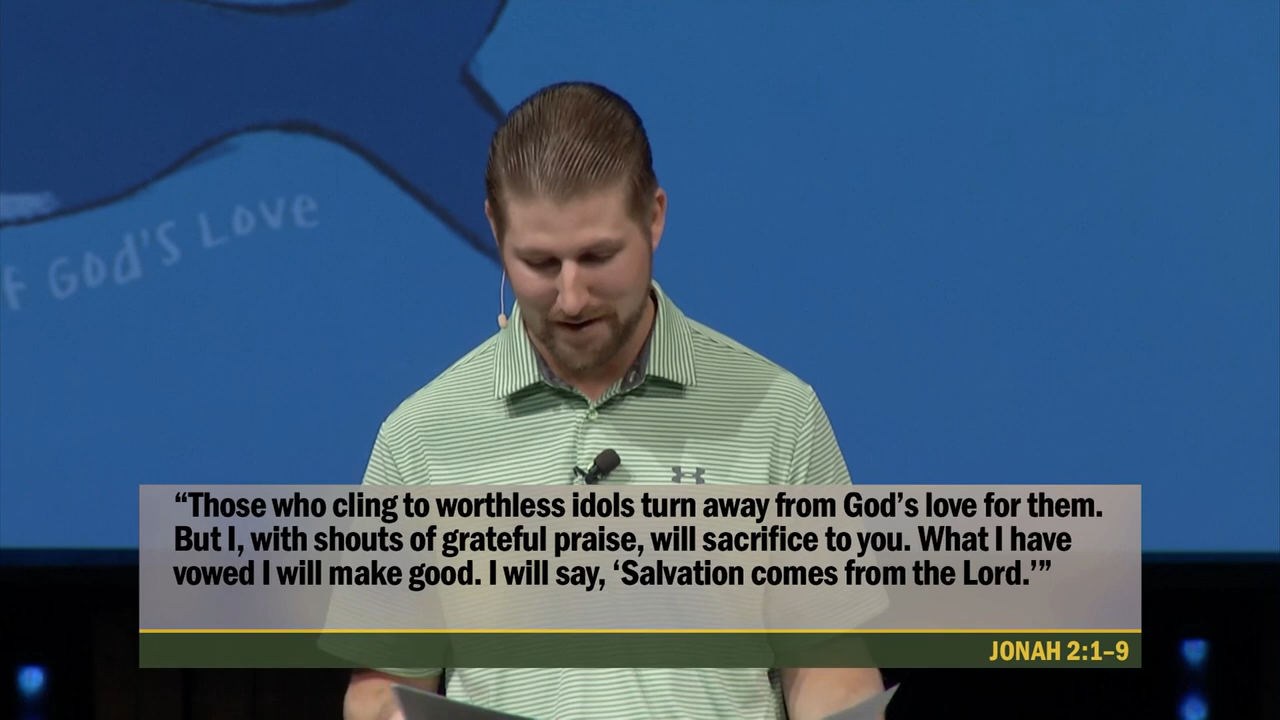 F GOD'S LOVE
“Those who cling to worthless idols turn away from God’s love for them.
But I, with shouts of grateful praise, will sacrifice to you. What I have
vowed I will make good. I will say, ‘Salvation comes from the Lord.’”
JONAH 2:1–9